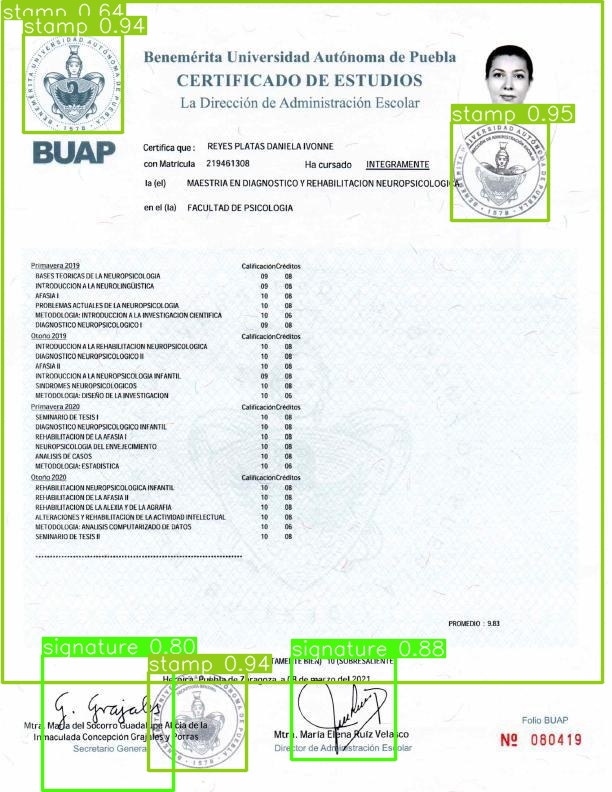 stamp 0.64
stamp 0.94
BENEMÉRITA UNIVERSIDAD AUTÓNOMA DE PUEBLA
1578
BUAP
Benemérita Universidad Autónoma de Puebla
CERTIFICADO DE ESTUDIOS
La Dirección de Administración Escolar
stamp 0.95
1578
Certifica que : REYES PLATAS DANIELA IVONNE
con Matrícula 219461308 Ha cursado INTEGRAMENTE
la (el) MAESTRIA EN DIAGNOSTICO Y REHABILITACION NEUROPSICOLOGICA
en el (la) FACULTAD DE PSICOLOGIA
Primavera 2019 Calificación Créditos
BASES TEORICAS DE LA NEUROPSICOLOGIA 09 08
INTRODUCCION A LA NEUROLINGÜISTICA 09 08
AFASIA I 10 08
PROBLEMAS ACTUALES DE LA NEUROPSICOLOGIA 10 08
METODOLOGIA: INTRODUCCION A LA INVESTIGACION CIENTIFICA 10 06
DIAGNOSTICO NEUROPSICOLOGICO I 09 08
Otoño 2019
INTRODUCCION A LA REHABILITACION NEUROPSICOLOGICA 10 08
DIAGNOSTICO NEUROPSICOLOGICO II 10 08
AFASIA II 10 08
INTRODUCCION A LA NEUROPSICOLOGIA INFANTIL 09 08
SINDROMES NEUROPSICOLOGICOS 10 08
METODOLOGIA: DISEÑO DE LA INVESTIGACION 10 06
Primavera 2020 Calificación Créditos
SEMINARIO DE TESIS I 10 08
DIAGNOSTICO NEUROPSICOLOGICO INFANTIL 10 08
REHABILITACION DE LA AFASIA I 10 08
NEUROPSICOLOGIA DEL ENVEJECIMIENTO 10 08
ANALISIS DE CASOS 10 08
METODOLOGIA: ESTADISTICA 10 06
Otoño 2020 Calificación Créditos
REHABILITACION NEUROPSICOLOGICA INFANTIL 10 08
REHABILITACION DE LA AFASIA II 10 08
REHABILITACION DE LA ALEXIA Y DE LA AGRAFIA 10 08
ALTERACIONES Y REHABILITACION DE LA ACTIVIDAD INTELECTUAL 10 08
METODOLOGIA: ANALISIS COMPUTARIZADO DE DATOS 10 06
SEMINARIO DE TESIS II 10 08
PROMEDIO : 9.83
signature 0.80
signature 0.88
stamp 0.94
10 (SOBRESALIENTE
Heroica Puebla de Zaragoza, a 08 de marzo del 2021
G. Grajales
Mtra. María del Socorro Guadalupe Alicia de la
Inmaculada Concepción Grajales y Porras
Secretario General
Mtra. María Elena Ruíz Velasco
Director de Administración Escolar
Folio BUAP
Nº 080419